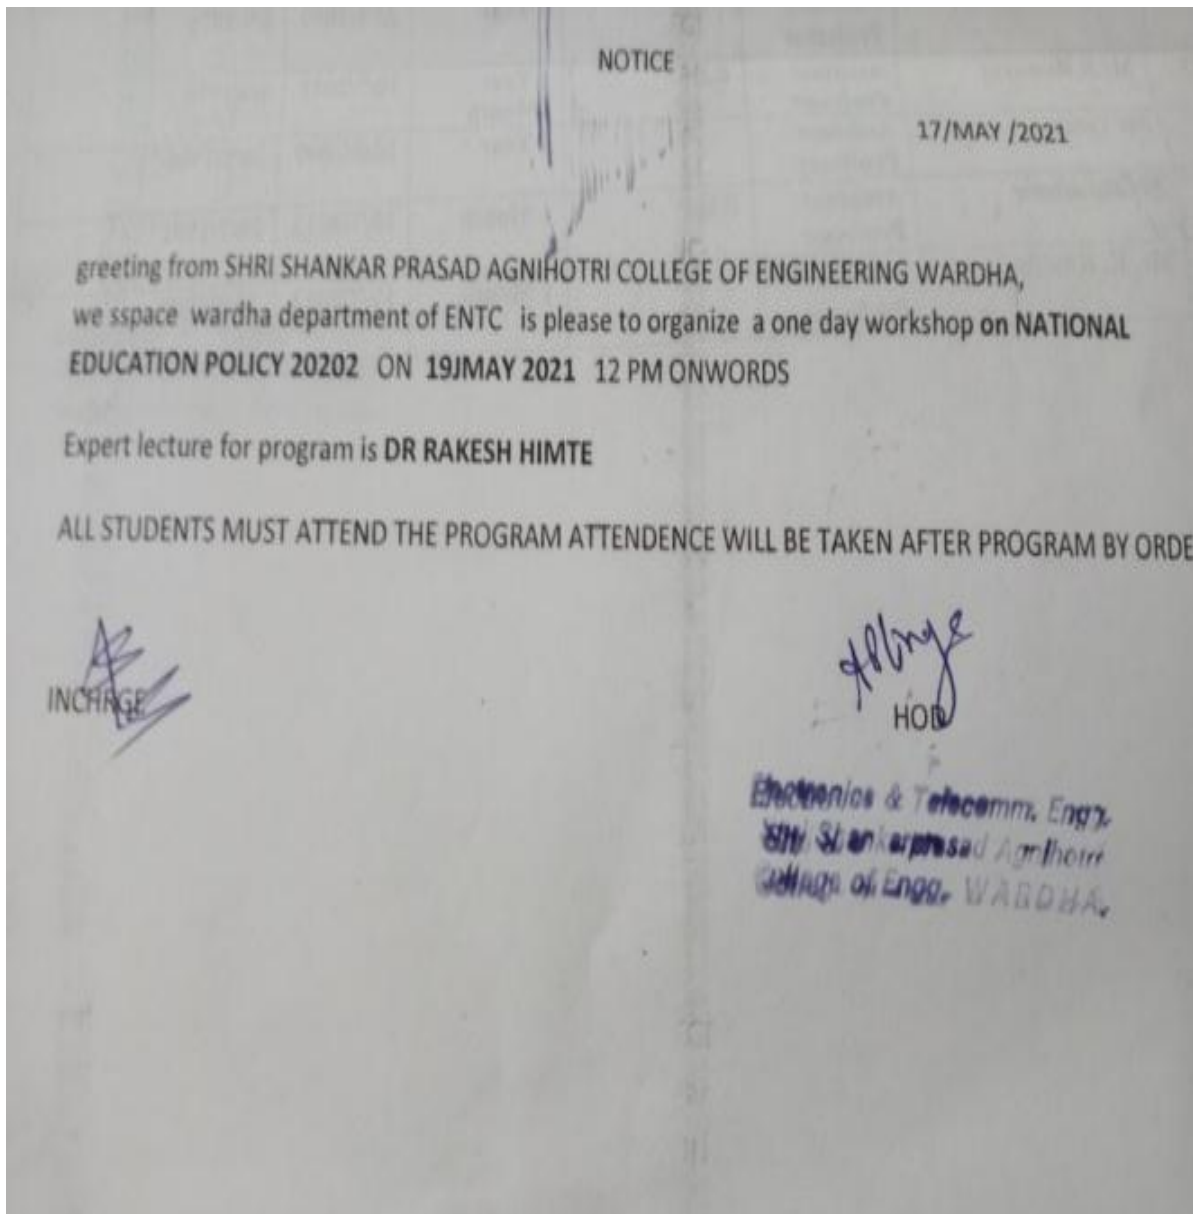 NOTICE
17/MAY /2021
greeting from SHRI SHANKAR PRASAD AGNIHOTRI COLLEGE OF ENGINEERING WARDHA,
we sspace wardha department of ENTC is please to organize a one day workshop on NATIONAL
EDUCATION POLICY 20202 ON 19JMAY 2021 12 PM ONWORDS
Expert lecture for program is DR RAKESH HIMTE
ALL STUDENTS MUST ATTEND THE PROGRAM ATTENDENCE WILL BE TAKEN AFTER PROGRAM BY ORDE
INCHRGE
HOD
Electronics & Telecomm. Engg.
Shri Shankarprasad Agnihotri
College of Engg. WARDHA.